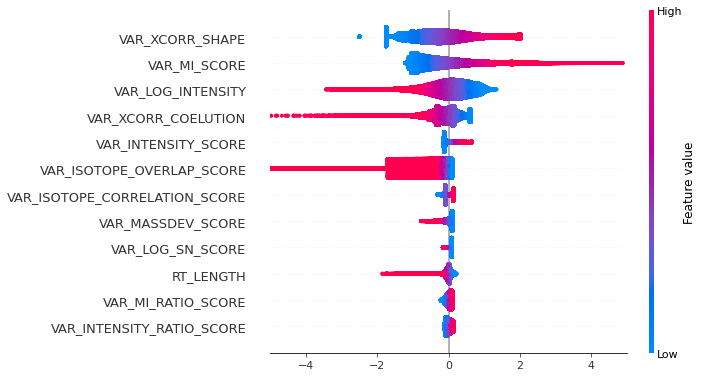 High
VAR_XCORR_SHAPE
VAR_MI_SCORE
VAR_LOG_INTENSITY
VAR_XCORR_COELUTION
VAR_INTENSITY_SCORE
VAR_ISOTOPE_OVERLAP_SCORE
VAR_ISOTOPE_CORRELATION_SCORE
VAR_MASSDEV_SCORE
VAR_LOG_SN_SCORE
RT_LENGTH
VAR_MI_RATIO_SCORE
VAR_INTENSITY_RATIO_SCORE
Feature value
Low
−4 −2 0 2 4